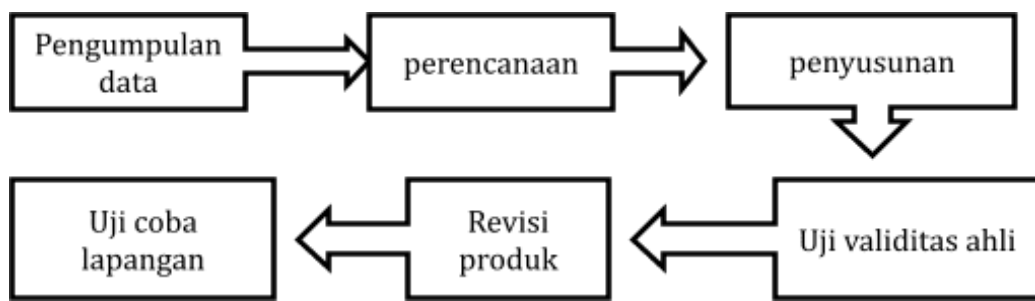 Pengumpulan
data
perencanaan
penyusunan
Uji validitas ahli
Revisi
produk
Uji coba
lapangan